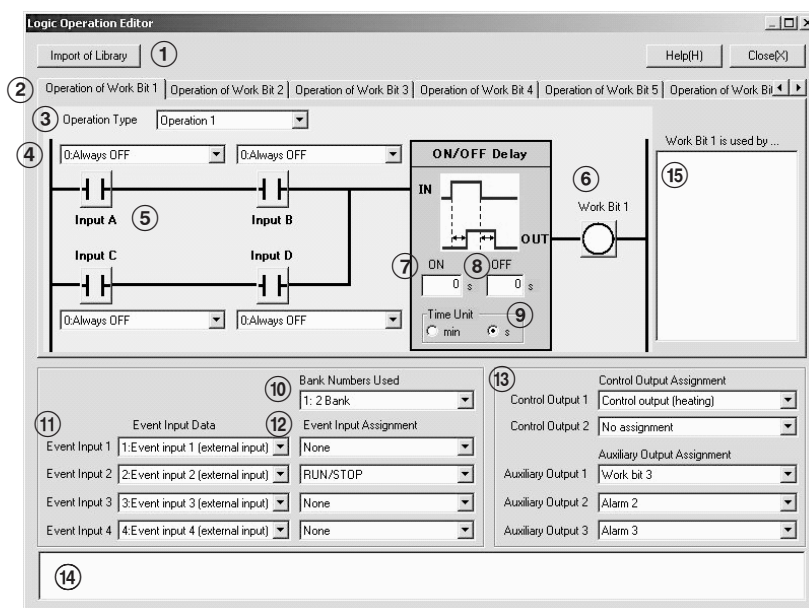 Logic Operation Editor
Import of Library ① Help(H) Close(X)
② Operation of Work Bit 1 Operation of Work Bit 2 Operation of Work Bit 3 Operation of Work Bit 4 Operation of Work Bit 5 Operation of Work Bit
③ Operation Type Operation 1
④ 0:Always OFF 0:Always OFF
ON/OFF Delay
Work Bit 1 is used by ...
⑮
IN
⑥
Work Bit 1
Input A ⑤ Input B
OUT
Input C Input D
⑦ ON ⑧ OFF
0 s 0 s
0:Always OFF 0:Always OFF
Time Unit ⑨
min s
⑩ Bank Numbers Used
1: 2 Bank
⑪ Event Input Data ⑫ Event Input Assignment
Event Input 1 1:Event input 1 (external input) None
Event Input 2 2:Event input 2 (external input) RUN/STOP
Event Input 3 3:Event input 3 (external input) None
Event Input 4 4:Event input 4 (external input) None
⑬ Control Output Assignment
Control Output 1 Control output (heating)
Control Output 2 No assignment
Auxiliary Output Assignment
Auxiliary Output 1 Work bit 3
Auxiliary Output 2 Alarm 2
Auxiliary Output 3 Alarm 3
⑭